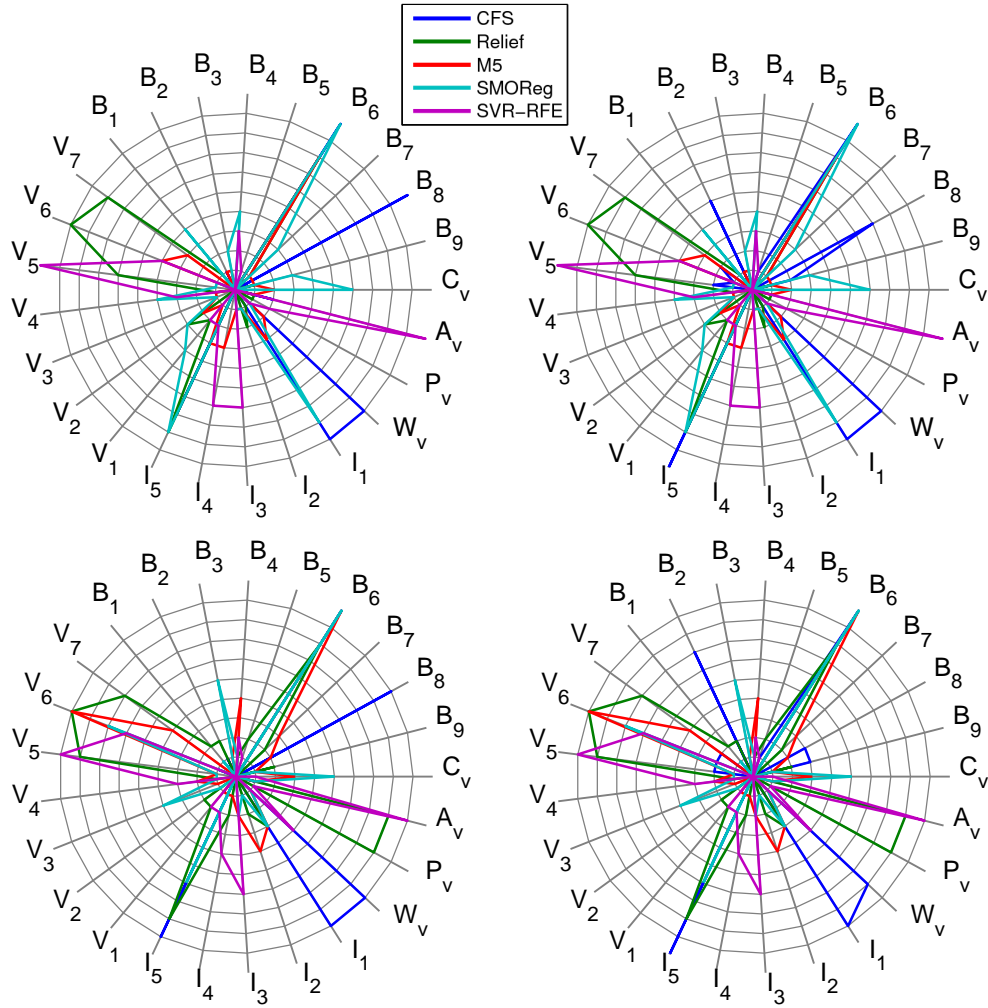 CFS
Relief
M5
SMOReg
SVR−RFE
B3
B4
B2
B5
B1
B6
V7
B7
V6
B8
V5
B9
V4
Cv
V3
Av
V2
Pv
V1
Wv
I5
I4
I3
I2
I1
B3
B4
B2
B5
B1
B6
V7
B7
V6
B8
V5
B9
V4
Cv
V3
Av
V2
Pv
V1
Wv
I5
I4
I3
I2
I1
B3
B4
B2
B5
B1
B6
V7
B7
V6
B8
V5
B9
V4
Cv
V3
Av
V2
Pv
V1
Wv
I5
I4
I3
I2
I1
B3
B4
B2
B5
B1
B6
V7
B7
V6
B8
V5
B9
V4
Cv
V3
Av
V2
Pv
V1
Wv
I5
I4
I3
I2
I1